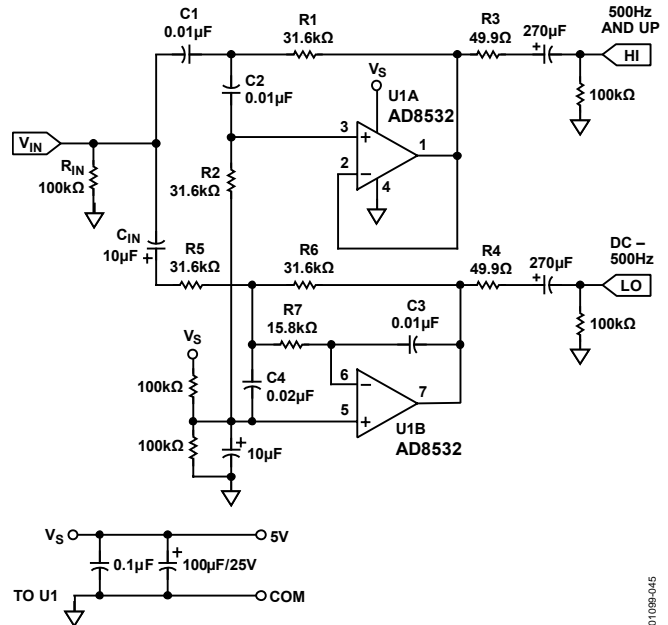 C1
0.01µF
R1
31.6kΩ
R3
49.9Ω
270µF
+
500Hz
AND UP
HI
100kΩ
C2
0.01µF
VS
U1A
AD8532
3
+
2
−
1
4
VIN
RIN
100kΩ
R2
31.6kΩ
CIN
10µF
+
R5
31.6kΩ
R6
31.6kΩ
R4
49.9Ω
270µF
+
DC –
500Hz
LO
100kΩ
R7
15.8kΩ
C3
0.01µF
VS
100kΩ
100kΩ
C4
0.02µF
6
−
5
+
7
U1B
AD8532
+
10µF
VS
5V
0.1µF
+
100µF/25V
TO U1
COM
01099-045